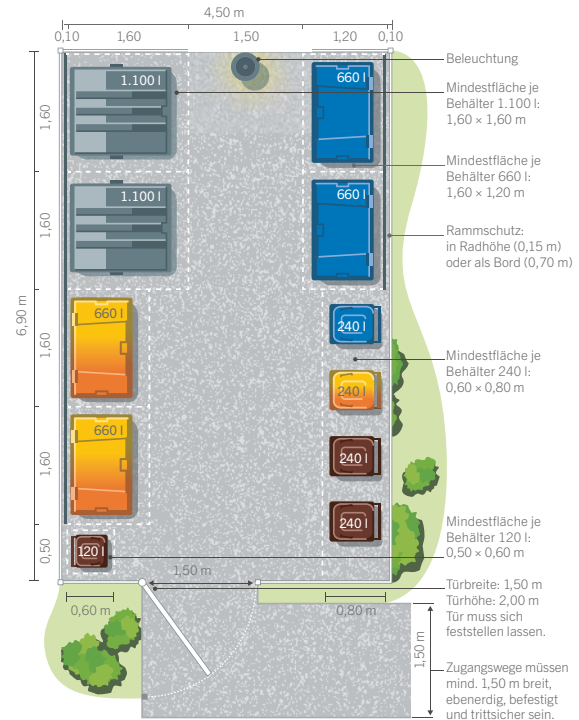 4,50 m
0,10 1,60 1,50 1,20 0,10
Beleuchtung
1.100 l
660 l
Mindestfläche je
Behälter 1.100 l:
1,60 × 1,60 m
1,60
Mindestfläche je
Behälter 660 l:
1,60 × 1,20 m
1.100 l
660 l
1,60
Rammschutz:
in Radhöhe (0,15 m)
oder als Bord (0,70 m)
6,90 m
660 l
240 l
1,60
Mindestfläche je
Behälter 240 l:
0,60 × 0,80 m
240 l
660 l
1,60
240 l
240 l
0,50
120 l
Mindestfläche je
Behälter 120 l:
0,50 × 0,60 m
1,50 m
0,60 m
0,80 m
Türbreite: 1,50 m
Türhöhe: 2,00 m
Tür muss sich
feststellen lassen.
1,50 m
Zugangswege müssen
mind. 1,50 m breit,
ebenerdig, befestigt
und trittsicher sein.